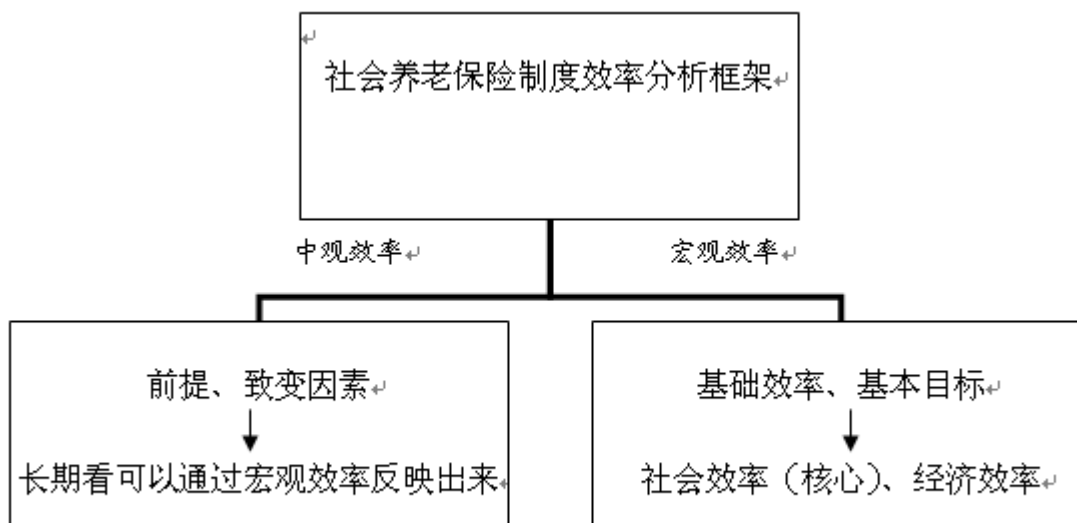 社会养老保险制度效率分析框架
中观效率
宏观效率
前提、致变因素
长期看可以通过宏观效率反映出来
基础效率、基本目标
社会效率（核心）、经济效率